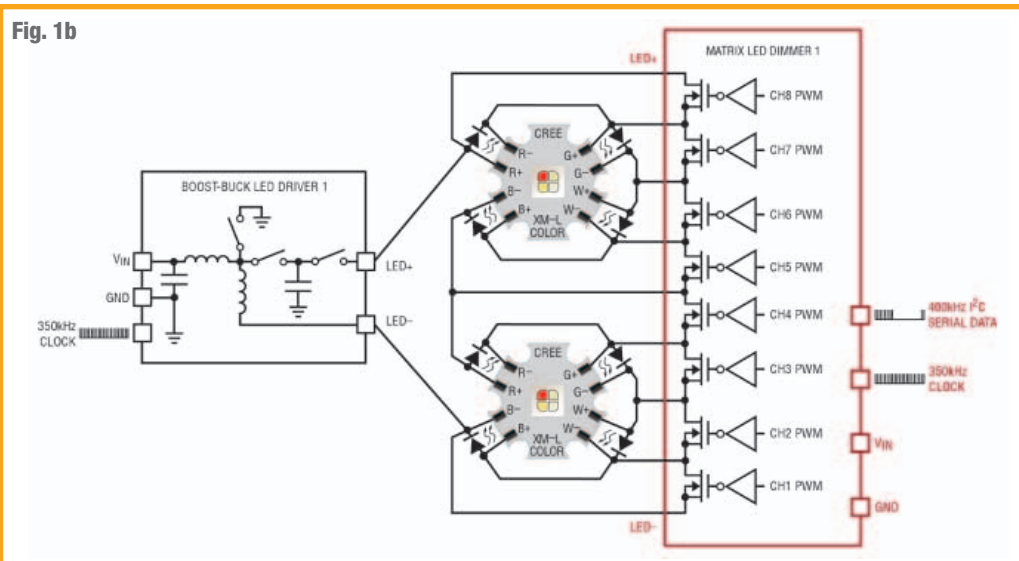 Fig. 1b
MATRIX LED DIMMER 1
LED+
CH8 PWM
CH7 PWM
CH6 PWM
CH5 PWM
CH4 PWM
CH3 PWM
CH2 PWM
CH1 PWM
LED–
400kHz I²C
SERIAL DATA
350kHz
CLOCK
VIN
GND
CREE
R–
R+
B–
B+
G+
G–
W+
W–
XM–L
COLOR
CREE
R–
R+
B–
B+
G+
G–
W+
W–
XM–L
COLOR
BOOST-BUCK LED DRIVER 1
VIN
GND
350kHz
CLOCK
LED+
LED–